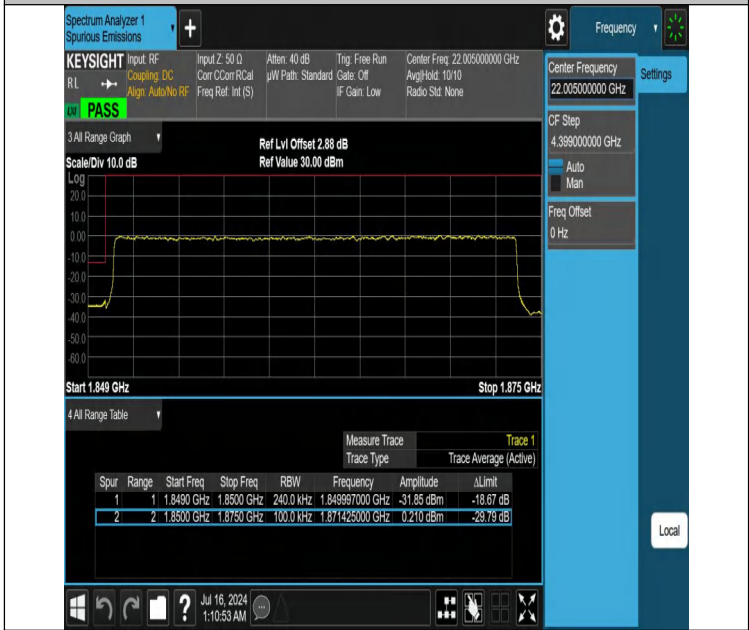 Spectrum Analyzer 1
Spurious Emissions
Frequency
KEYSIGHT
RL
Input: RF
Coupling: DC
Align: Auto/No RF
Input Z: 50 Ω
Corr CCorr RCal
Freq Ref: Int (S)
Atten: 40 dB
µW Path: Standard
Trig: Free Run
Gate: Off
IF Gain: Low
Center Freq: 22.005000000 GHz
Avg|Hold: 10/10
Radio Std: None
PASS
3 All Range Graph
Scale/Div 10.0 dB
Ref Lvl Offset 2.88 dB
Ref Value 30.00 dBm
Log
20.0
10.0
0.00
-10.0
-20.0
-30.0
-40.0
-50.0
-60.0
Start 1.849 GHz
Stop 1.875 GHz
4 All Range Table
Measure Trace Trace 1
Trace Type Trace Average (Active)
Spur Range Start Freq Stop Freq RBW Frequency Amplitude ΔLimit
1 1 1.8490 GHz 1.8500 GHz 240.0 kHz 1.849997000 GHz -31.85 dBm -18.67 dB
2 2 1.8500 GHz 1.8750 GHz 100.0 kHz 1.871425000 GHz 0.210 dBm -29.79 dB
Center Frequency
22.005000000 GHz
Settings
CF Step
4.399000000 GHz
Auto
Man
Freq Offset
0 Hz
Local
?
Jul 16, 2024
1:10:53 AM